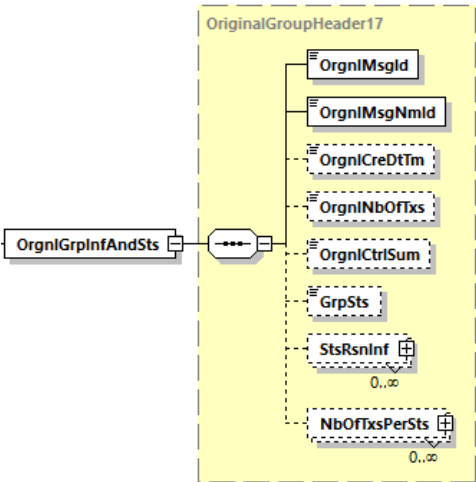 OriginalGroupHeader17
OrgnlMsgId
OrgnlMsgNmId
OrgnlCreDtTm
OrgnlNbOfTxs
OrgnlGrpInfAndSts
OrgnlCtrlSum
GrpSts
StsRsnInf
0..∞
NbOfTxsPerSts
0..∞